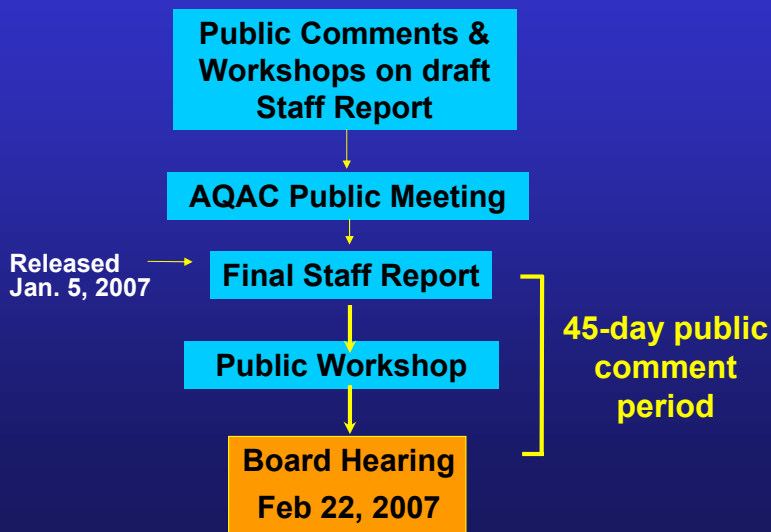 Public Comments &
Workshops on draft
Staff Report
AQAC Public Meeting
Released
Jan. 5, 2007
Final Staff Report
45-day public
comment
period
Public Workshop
Board Hearing
Feb 22, 2007